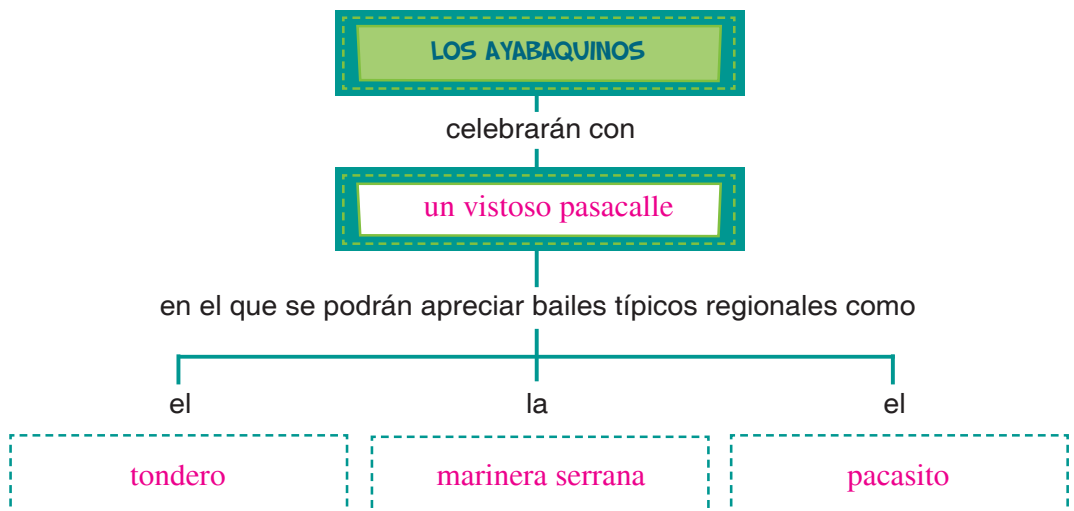 LOS AYABAQUINOS
celebrarán con
un vistoso pasacalle
en el que se podrán apreciar bailes típicos regionales como
el la el
tondero marinera serrana pacasito